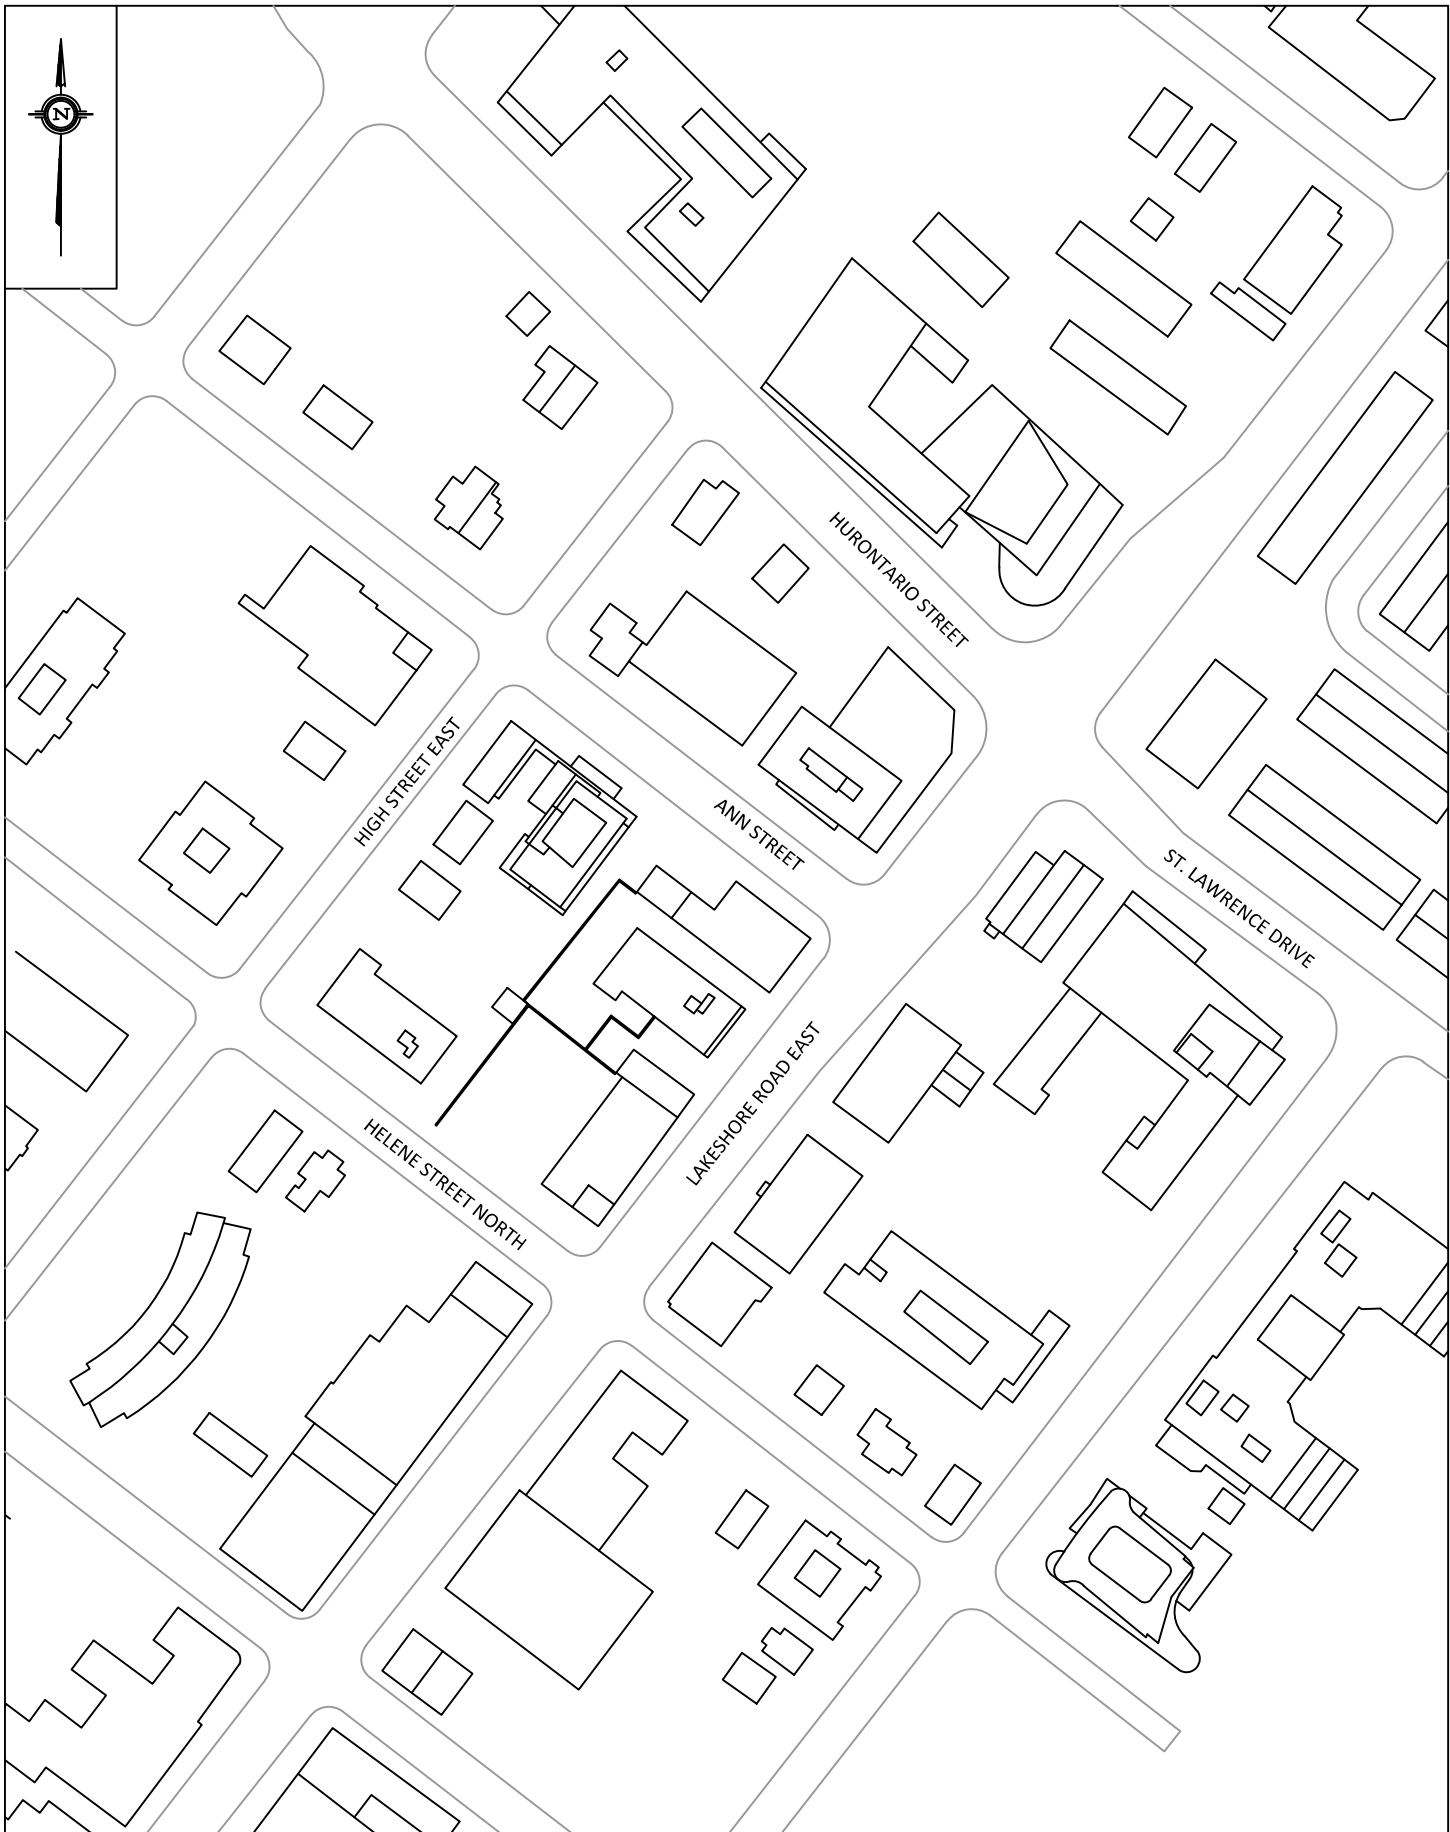 N
HURONTARIO STREET
HIGH STREET EAST
ANN STREET
ST. LAWRENCE DRIVE
LAKESHORE ROAD EAST
HELENE STREET NORTH